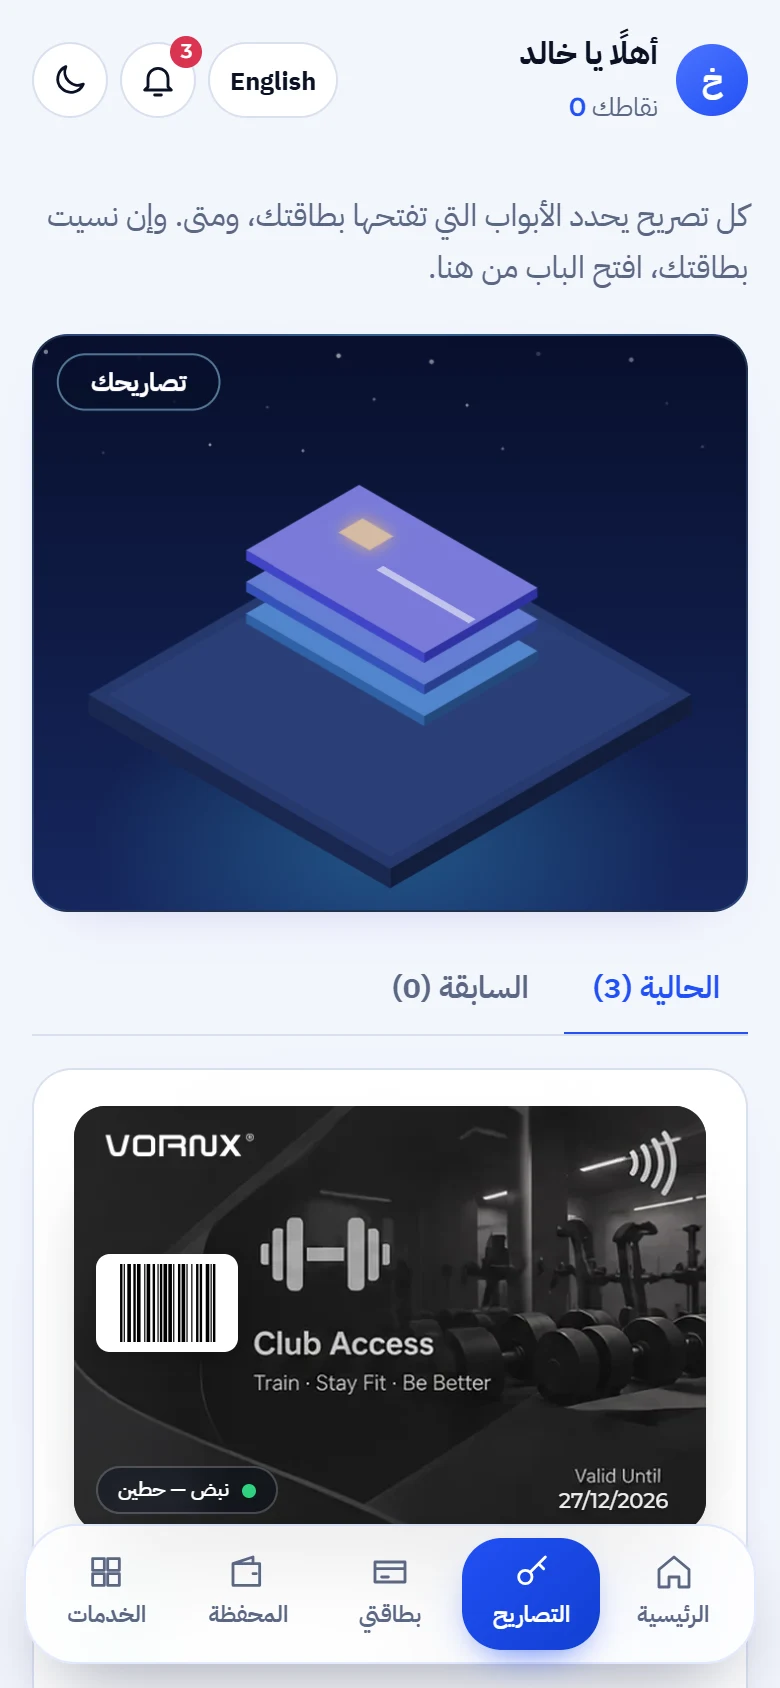 أهلًا يا خالد
نقاطك 0
English
3
كل تصريح يحدد الأبواب التي تفتحها بطاقتك، ومتى. وإن نسيت
بطاقتك، افتح الباب من هنا.
تصاريحك
الحالية (3)
السابقة (0)
VORNX®
Club Access
Train · Stay Fit · Be Better
نبض – حطين
Valid Until
27/12/2026
الرئيسية
التصاريح
بطاقتي
المحفظة
الخدمات
خ